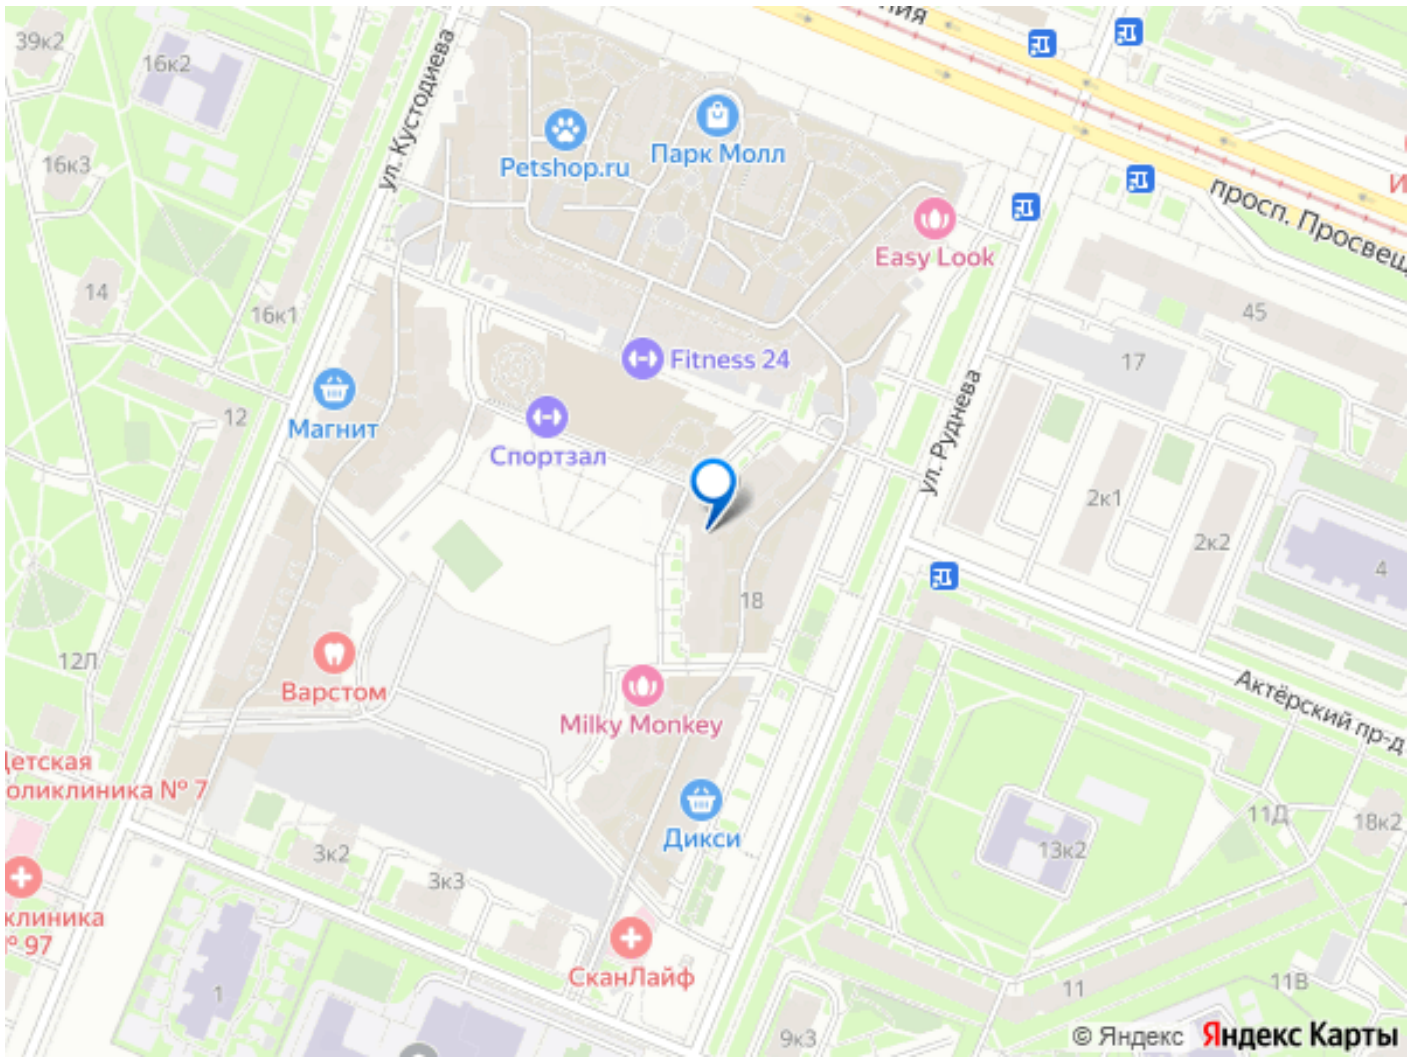 39к2
16к2
ул. Кустодиева
Petshop.ru
Парк Молл
16к3
просп. Просвещ
Easy Look
14
16к1
45
Fitness 24
17
Магнит
12
Спортзал
ул. Руднева
2к1
2к2
4
18
12Л
Варстом
Milky Monkey
Актёрский пр-д
Детская
оликлиника № 7
Дикси
11Д
18к2
3к2
13к2
3к3
клиника
97
СканЛайф
1
11
11В
9к3
© Яндекс Яндекс Карты